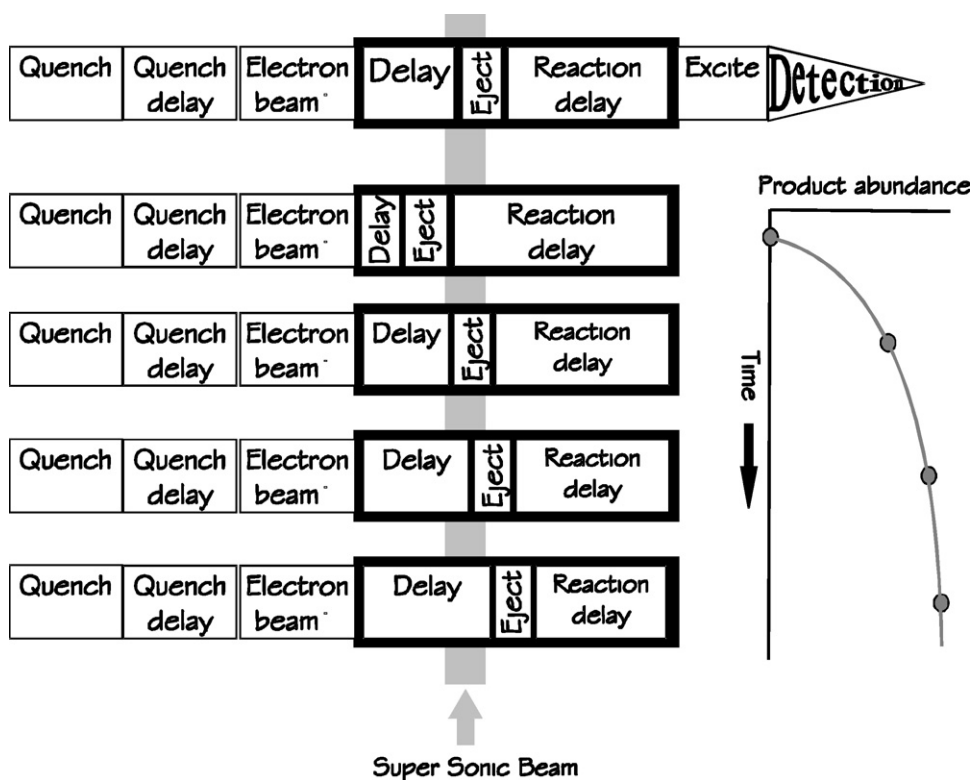 Quench
Quench
delay
Electron
beam
Delay
Eject
Reaction
delay
Excite
Detection
Quench
Quench
delay
Electron
beam
Delay
Eject
Reaction
delay
Product abundance
Quench
Quench
delay
Electron
beam
Delay
Eject
Reaction
delay
Time
Quench
Quench
delay
Electron
beam
Delay
Eject
Reaction
delay
Quench
Quench
delay
Electron
beam
Delay
Eject
Reaction
delay
Super Sonic Beam